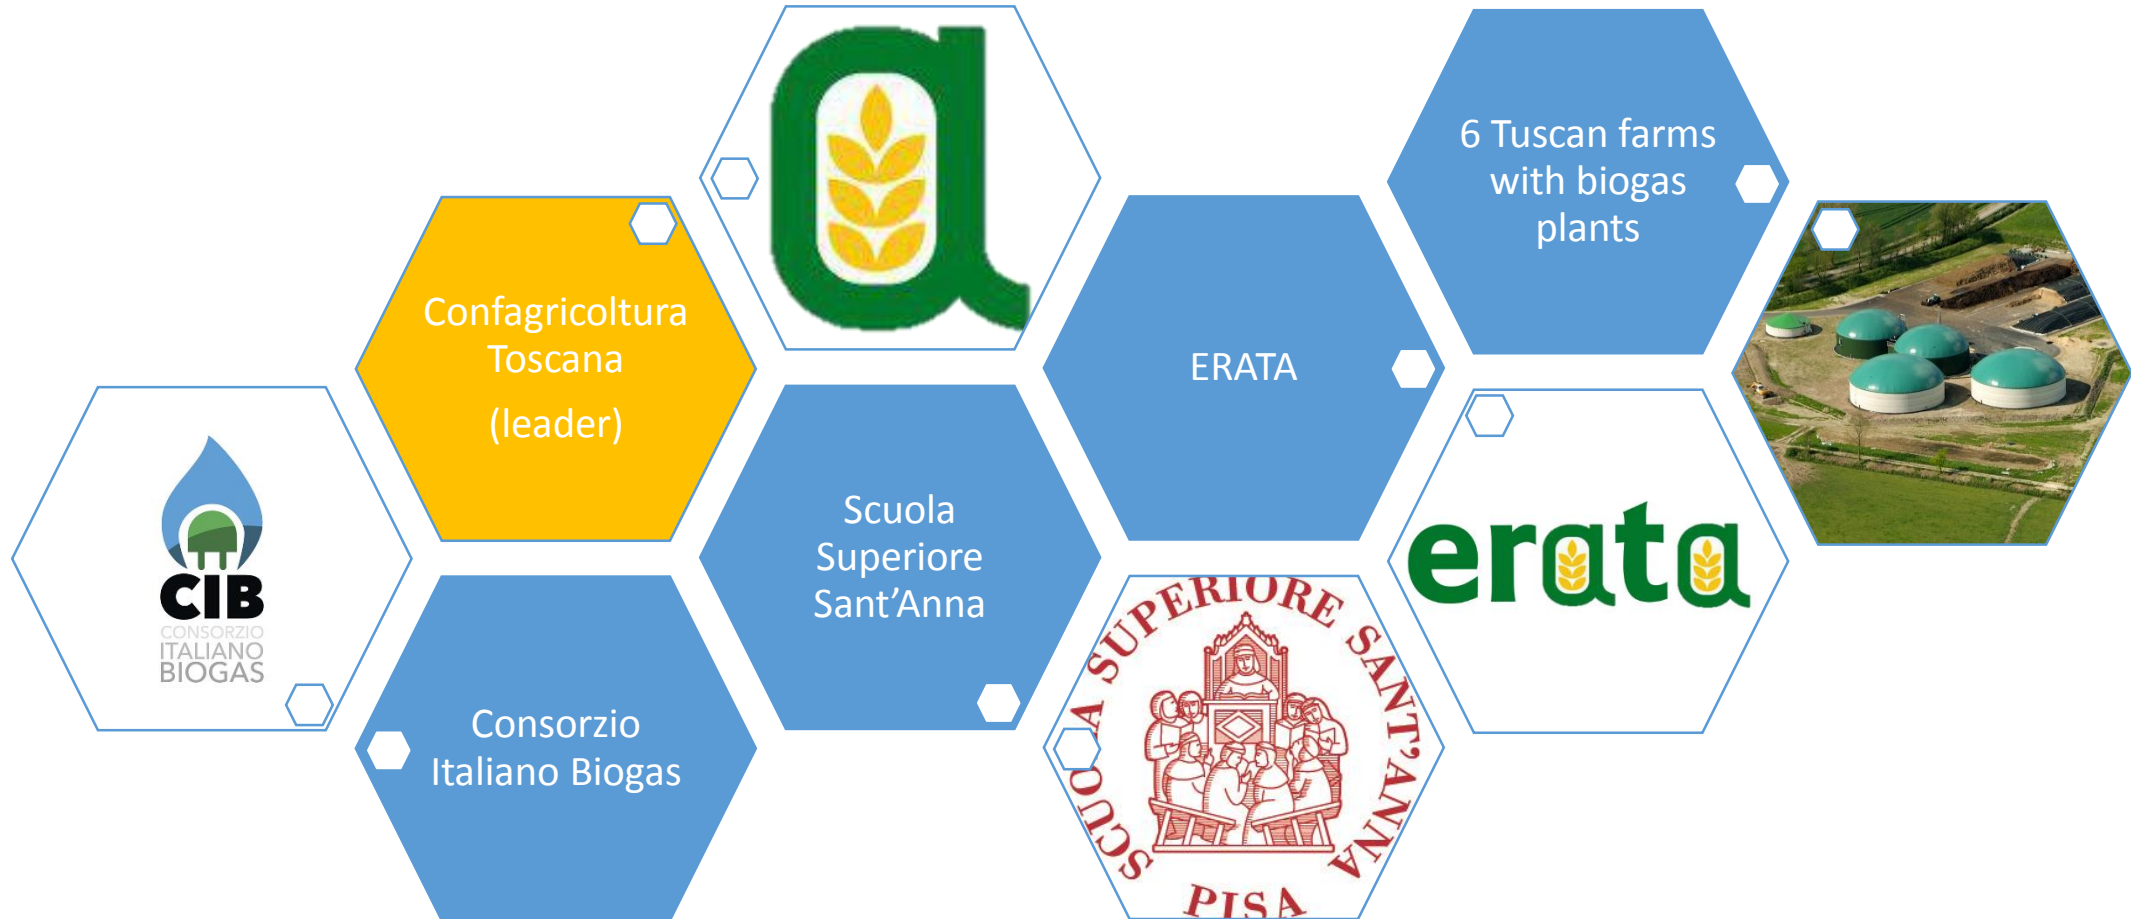 6 Tuscan farms
with biogas
plants
Confagricoltura
Toscana
(leader)
ERATA
Scuola
Superiore
Sant’Anna
erata
CIB
CONSORZIO
ITALIANO
BIOGAS
Consorzio
Italiano Biogas
SCUOLA SUPERIORE SANT’ANNA
PISA